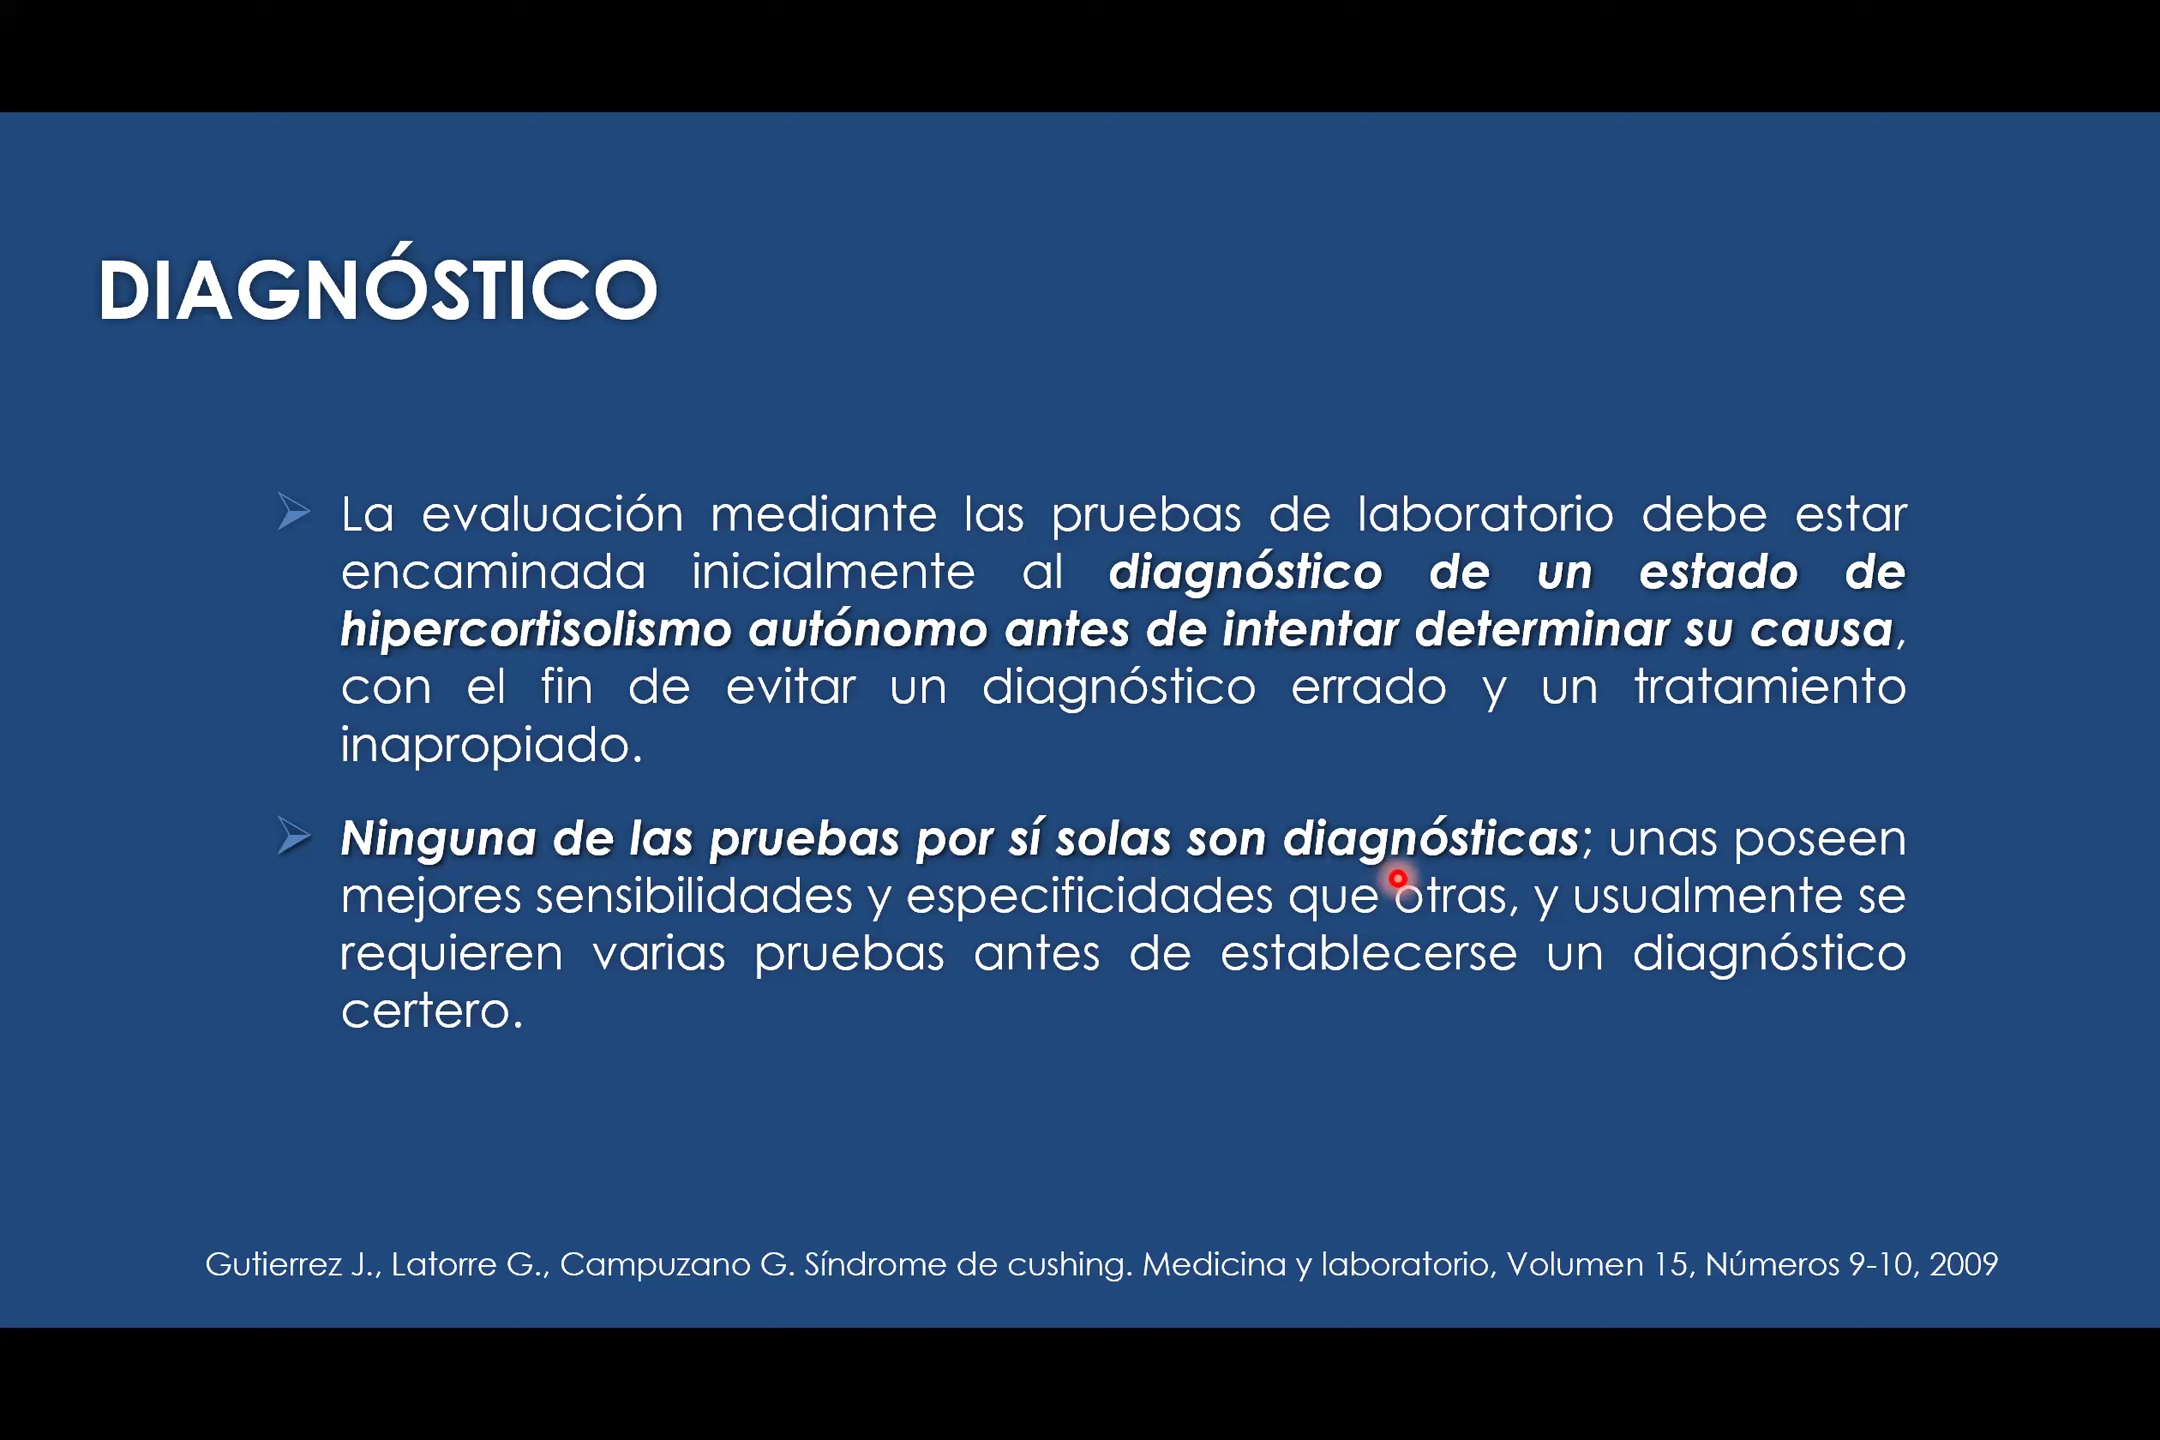 DIAGNÓSTICO
La evaluación mediante las pruebas de laboratorio debe estar
encaminada inicialmente al diagnóstico de un estado de
hipercortisolismo autónomo antes de intentar determinar su causa,
con el fin de evitar un diagnóstico errado y un tratamiento
inapropiado.
Ninguna de las pruebas por sí solas son diagnósticas; unas poseen
mejores sensibilidades y especificidades que otras, y usualmente se
requieren varias pruebas antes de establecerse un diagnóstico
certero.
Gutierrez J., Latorre G., Campuzano G. Síndrome de cushing. Medicina y laboratorio, Volumen 15, Números 9-10, 2009